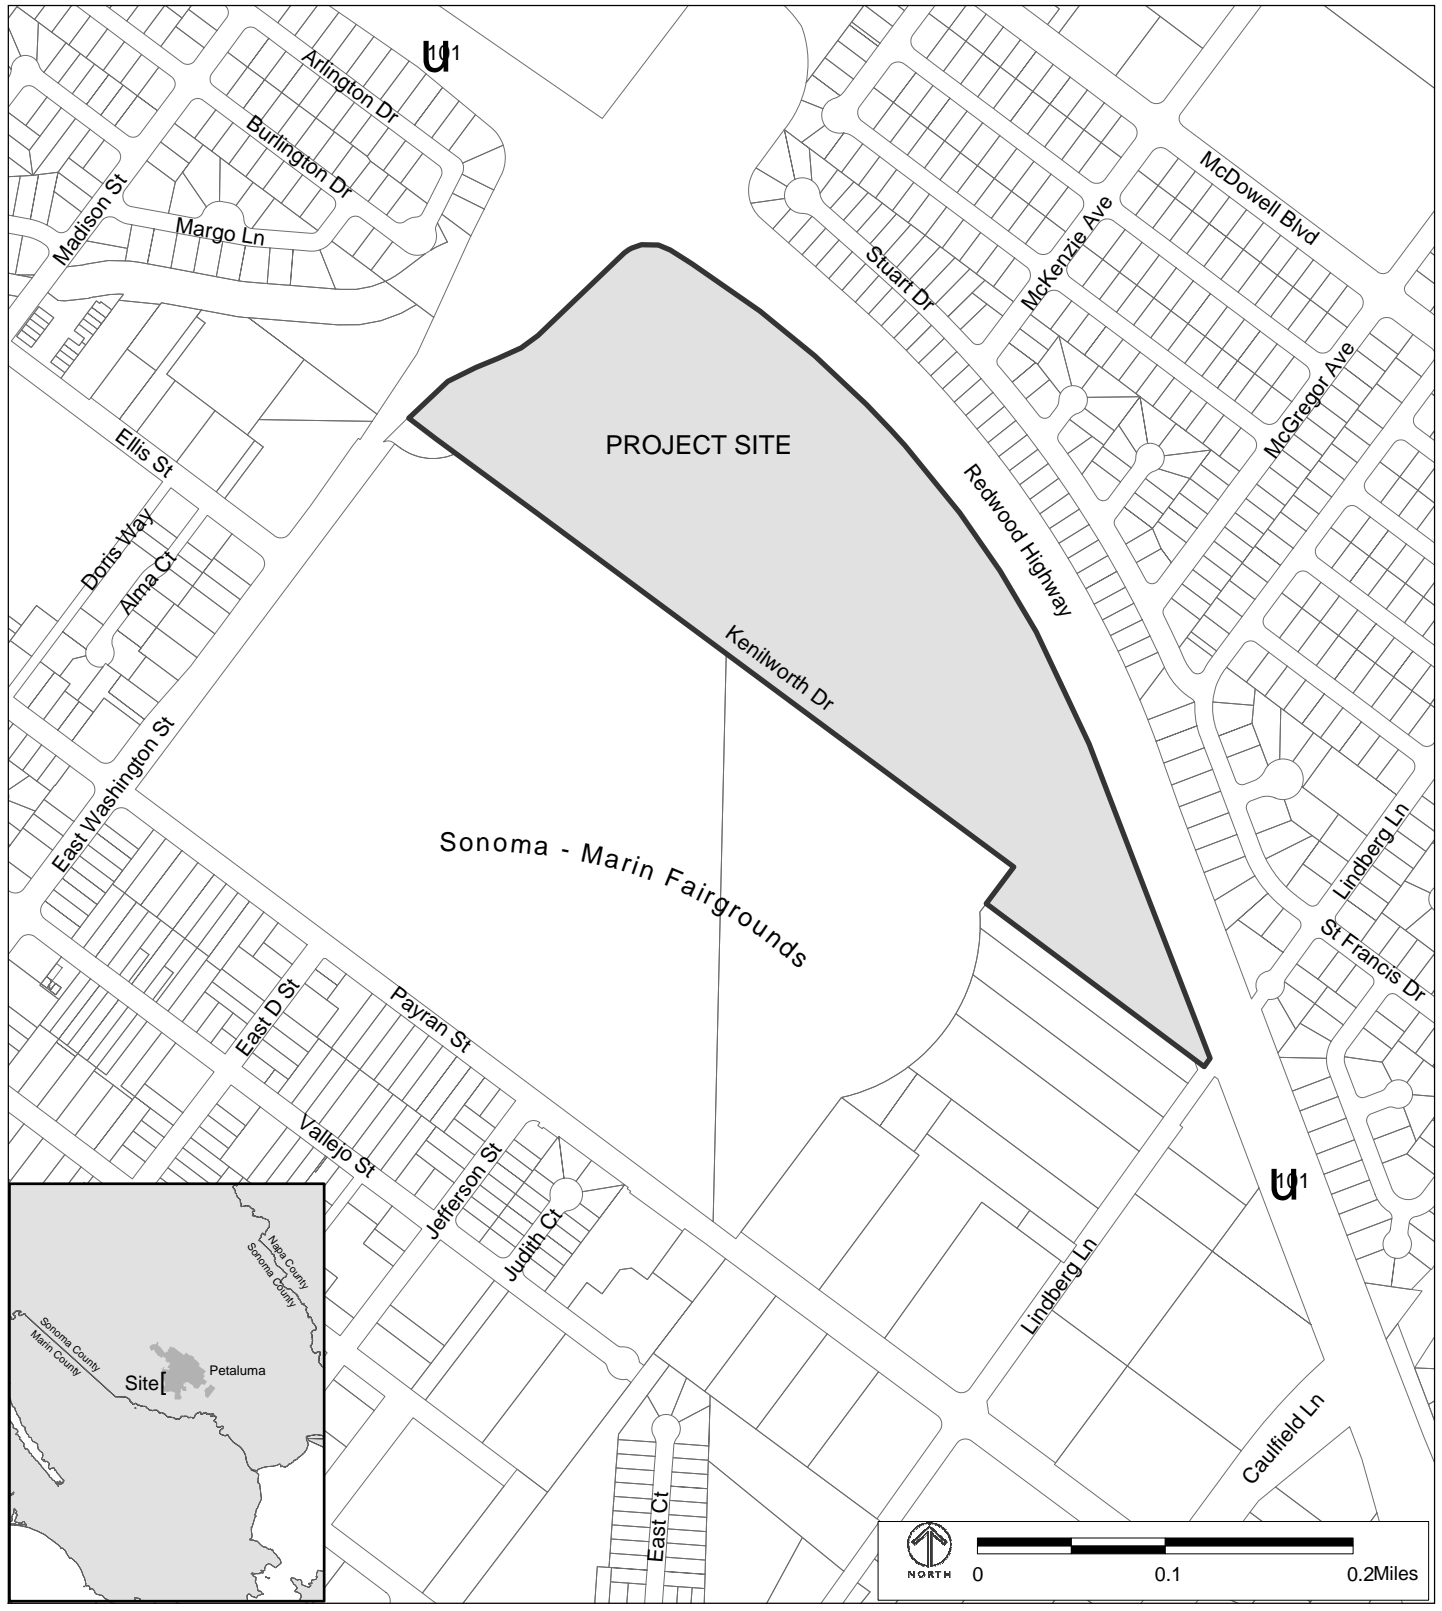 u
101
Arlington Dr
Burlington Dr
Madison St
Margo Ln
McDowell Blvd
McKenzie Ave
Stuart Dr
McGregor Ave
PROJECT SITE
Ellis St
Redwood Highway
Doris Way
Alma Ct
Kenilworth Dr
East Washington St
Sonoma - Marin Fairgrounds
Lindberg Ln
St Francis Dr
East D St
Payran St
Vallejo St
Jefferson St
Judith Ct
u
101
Lindberg Ln
Napa County
Sonoma County
Sonoma County
Marin County
Petaluma
Site[
Caulfield Ln
East Ct
NORTH
0 0.1 0.2Miles